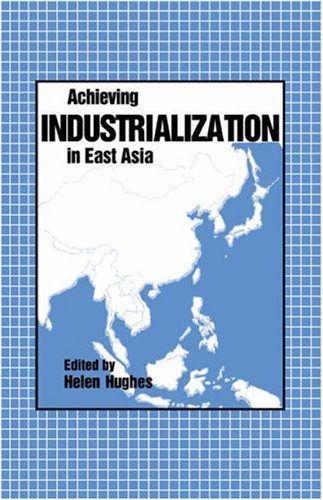 Achieving
INDUSTRIALIZATION
in East Asia
Edited by
Helen Hughes